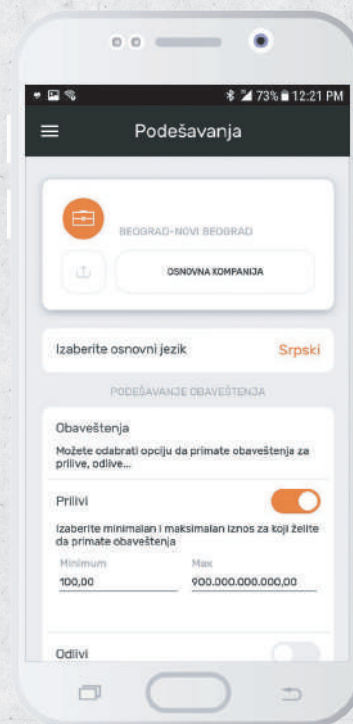 73% 12:21 PM
Podešavanja
BEOGRAD-NOVI BEOGRAD
OSNOVNA KOMPANIJA
Izaberite osnovni jezik Srpski
PODEŠAVANJE OBAVEŠTENJA
Obaveštenja
Možete odabrati opciju da primate obaveštenja za
prilive, odlive...
Prilivi
Izaberite minimalan i maksimalan iznos za koji želite
da primate obaveštenja
Minimum Max
100,00 900.000.000.000,00
Odlivi